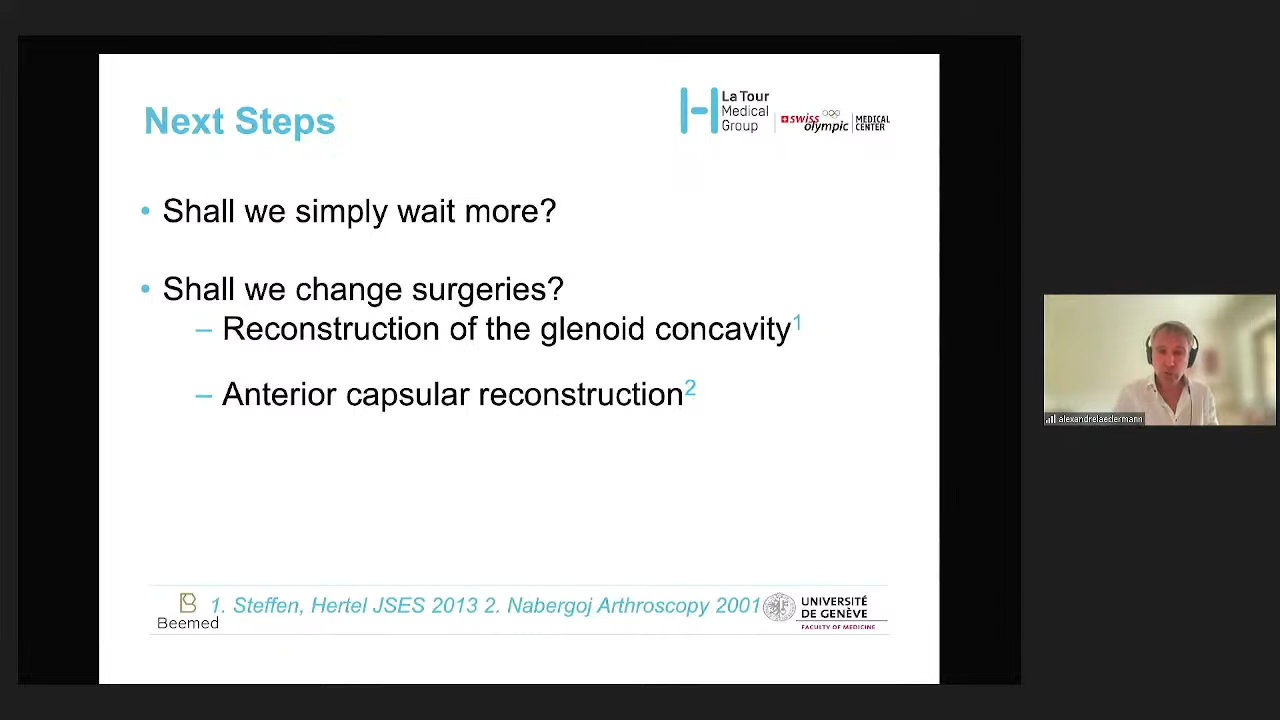 Next Steps
La Tour
Medical
Group
swiss
olympic
MEDICAL
CENTER
• Shall we simply wait more?
• Shall we change surgeries?
– Reconstruction of the glenoid concavity1
– Anterior capsular reconstruction2
alexandrelaedermann
Beemed
1. Steffen, Hertel JSES 2013 2. Nabergoj Arthroscopy 2001
UNIVERSITÉ
DE GENÈVE
FACULTY OF MEDICINE